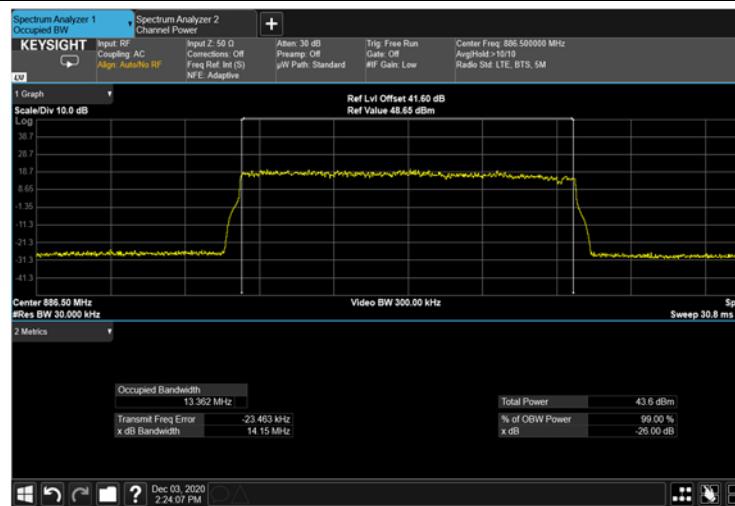 Spectrum Analyzer 1
Occupied BW
Spectrum Analyzer 2
Channel Power
+
KEYSIGHT
Input: RF
Coupling: AC
Align: Auto/No RF
Input Z: 50 Ω
Corrections: Off
Freq Ref: Int (S)
NFE: Adaptive
Atten: 30 dB
Preamp: Off
µW Path: Standard
Trig: Free Run
Gate: Off
#IF Gain: Low
Center Freq: 886.500000 MHz
Avg|Hold:>10/10
Radio Std: LTE, BTS, 5M
LXI
1 Graph
Scale/Div 10.0 dB
Ref Lvl Offset 41.60 dB
Ref Value 48.65 dBm
Log
38.7
28.7
18.7
8.65
-1.35
-11.3
-21.3
-31.3
-41.3
Center 886.50 MHz
#Res BW 30.000 kHz
Video BW 300.00 kHz
Sp
Sweep 30.8 ms
2 Metrics
Occupied Bandwidth
13.362 MHz
Transmit Freq Error -23.463 kHz
x dB Bandwidth 14.15 MHz
Total Power 43.6 dBm
% of OBW Power 99.00 %
x dB -26.00 dB
?
Dec 03, 2020
2:24:07 PM